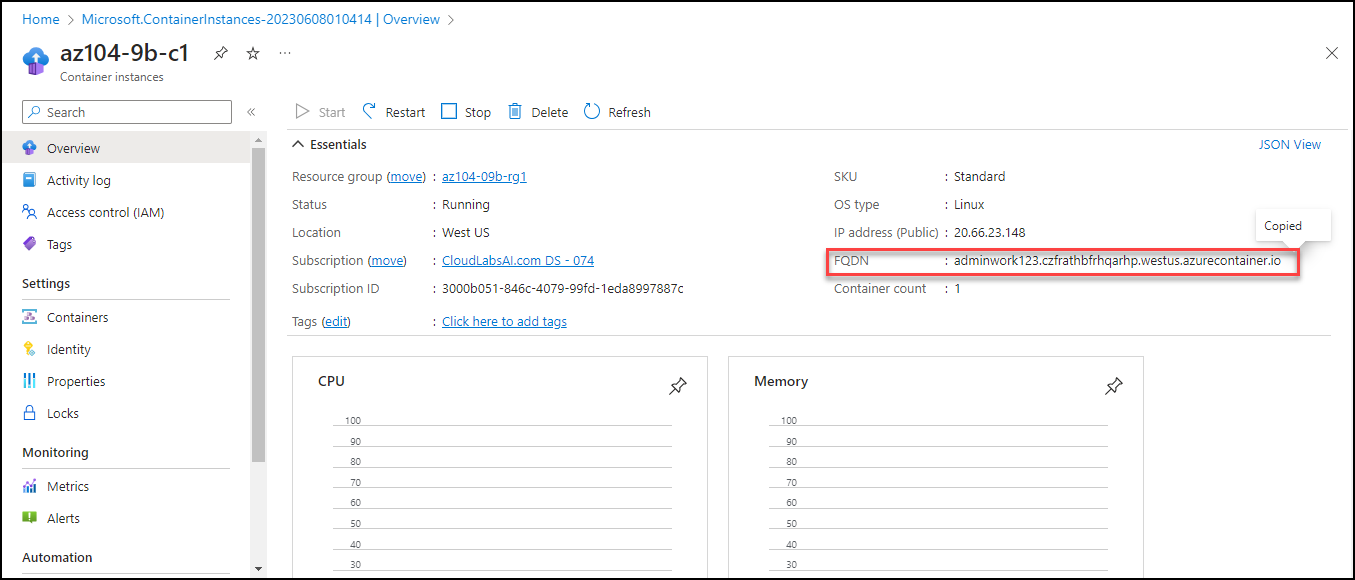 Home > Microsoft.ContainerInstances-20230608010414 | Overview >
az104-9b-c1 ...
Container instances
Search «
Start Restart Stop Delete Refresh
Overview
Activity log
Access control (IAM)
Tags
Settings
Containers
Identity
Properties
Locks
Monitoring
Metrics
Alerts
Automation
Essentials JSON View
Resource group (move) : az104-09b-rg1
Status : Running
Location : West US
Subscription (move) : CloudLabsAI.com DS - 074
Subscription ID : 3000b051-846c-4079-99fd-1eda8997887c
Tags (edit) : Click here to add tags
SKU : Standard
OS type : Linux
IP address (Public) : 20.66.23.148
Copied
FQDN : adminwork123.czfrathbfrhqarhp.westus.azurecontainer.io
Container count : 1
CPU
100
90
80
70
60
50
40
30
Memory
100
90
80
70
60
50
40
30